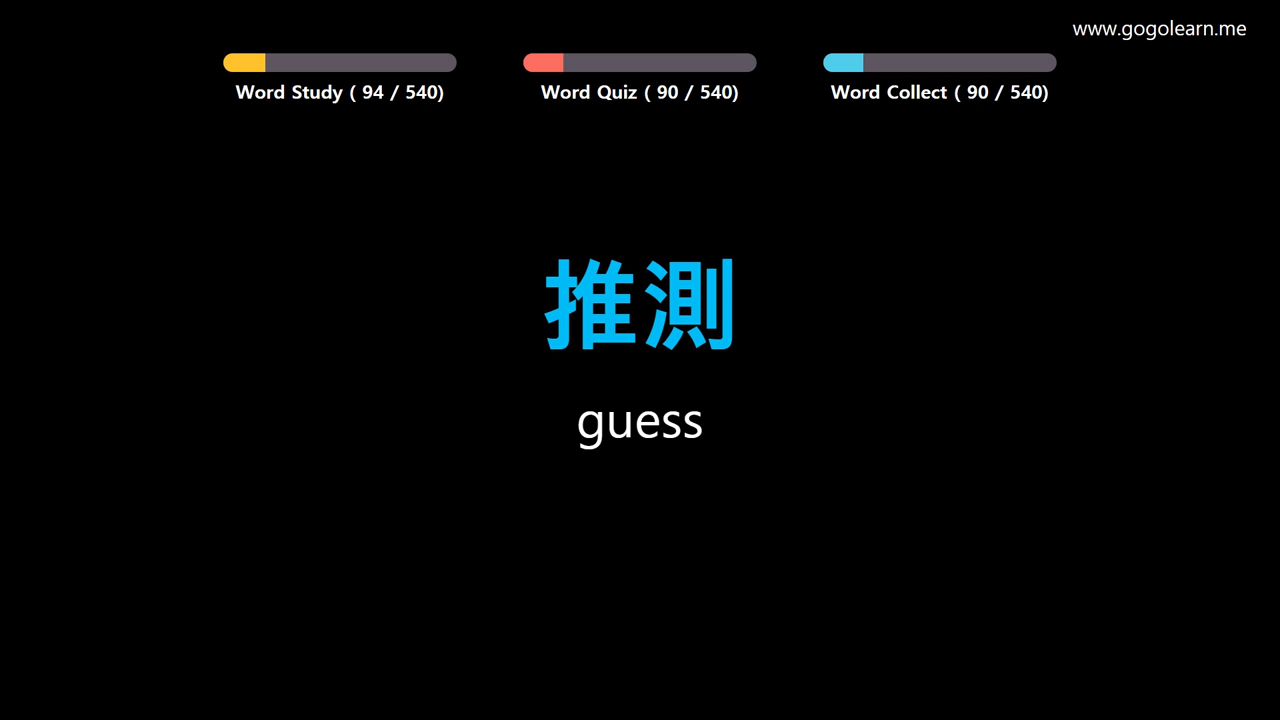 www.gogolearn.me
Word Study ( 94 / 540)
Word Quiz ( 90 / 540)
Word Collect ( 90 / 540)
推測
guess